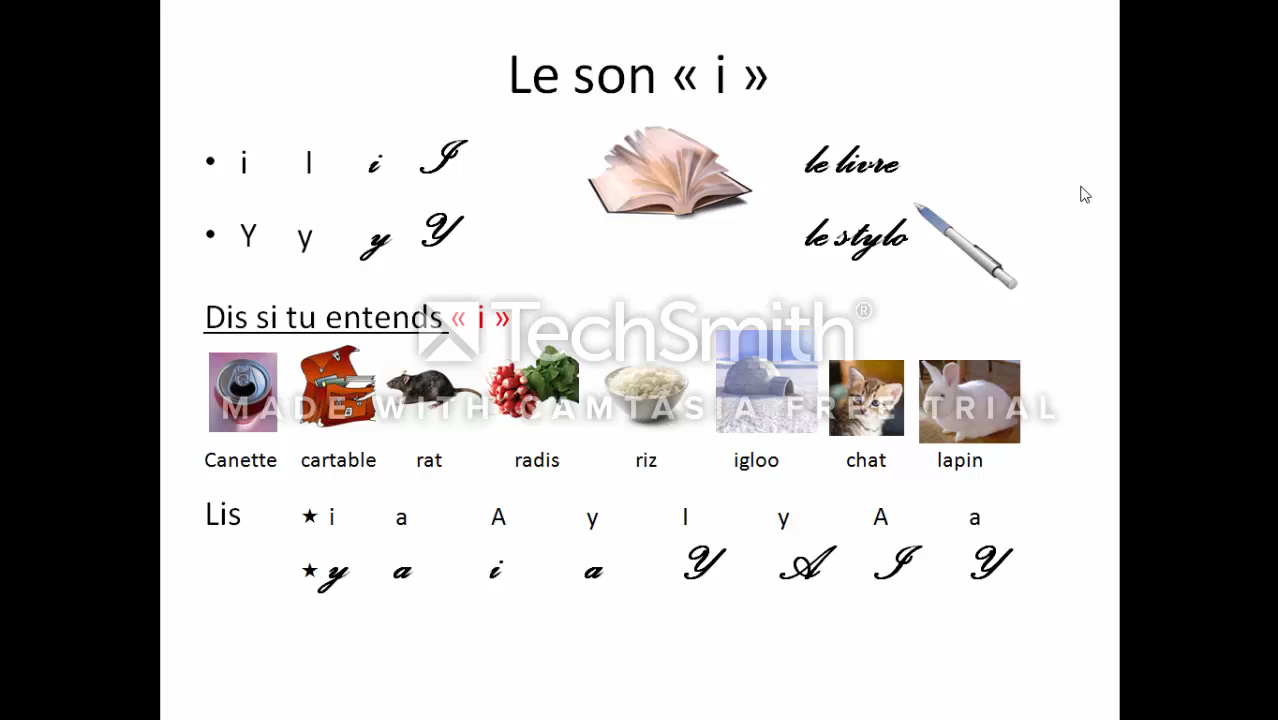 Le son « i »
• i I i I le livre
• Y y y Y le stylo
Dis si tu entends « i »
TechSmith®
MADE WITH CAMTASIA FREE TRIAL
Canette cartable rat radis riz igloo chat lapin
Lis ★ i a A y I y A a
★ y a i a Y A I Y